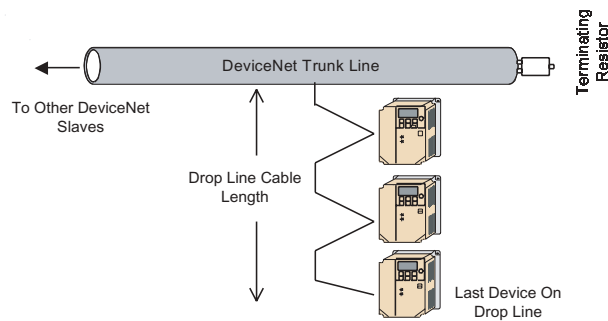 DeviceNet Trunk Line
Terminating
Resistor
To Other DeviceNet
Slaves
Drop Line Cable
Length
Last Device On
Drop Line